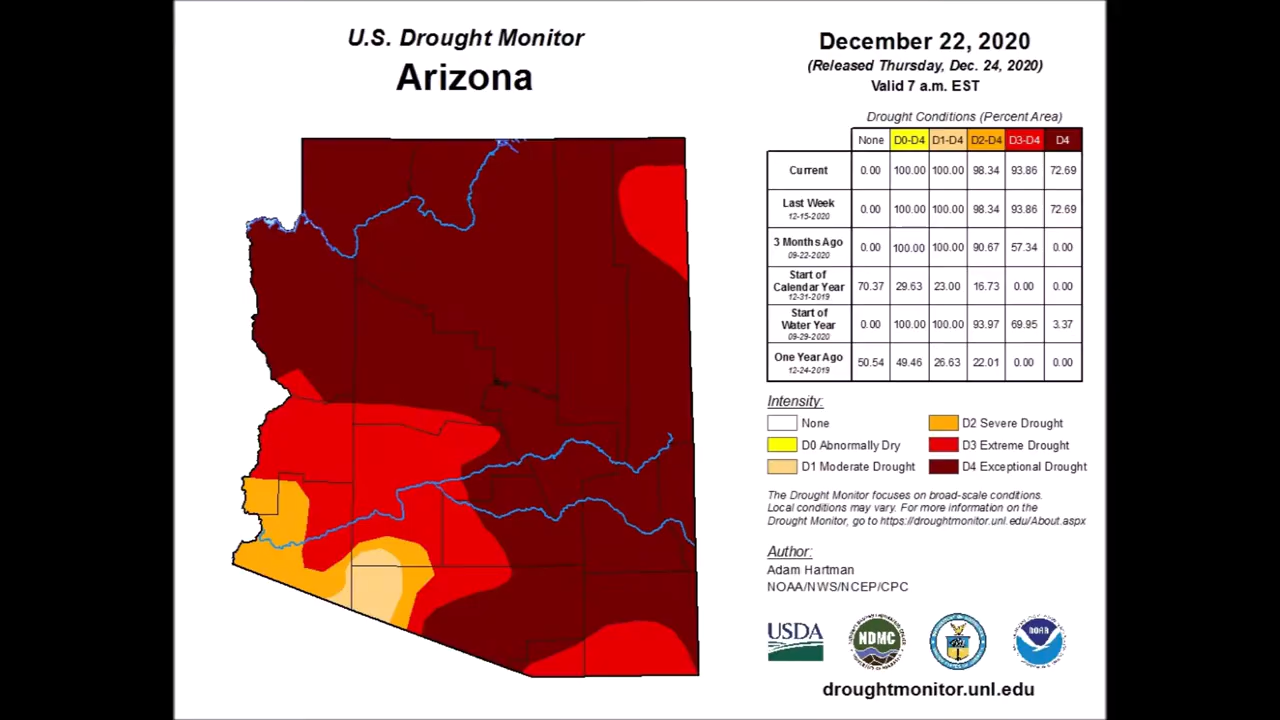 U.S. Drought Monitor
Arizona
December 22, 2020
(Released Thursday, Dec. 24, 2020)
Valid 7 a.m. EST
Drought Conditions (Percent Area)
None D0-D4 D1-D4 D2-D4 D3-D4 D4
Current 0.00 100.00 100.00 98.34 93.86 72.69
Last Week 0.00 100.00 100.00 98.34 93.86 72.69
12-15-2020
3 Months Ago 0.00 100.00 100.00 90.67 57.34 0.00
09-22-2020
Start of
Calendar Year 70.37 29.63 23.00 16.73 0.00 0.00
12-31-2019
Start of
Water Year 0.00 100.00 100.00 93.97 69.95 3.37
09-29-2020
One Year Ago 50.54 49.46 26.63 22.01 0.00 0.00
12-24-2019
Intensity:
None D2 Severe Drought
D0 Abnormally Dry D3 Extreme Drought
D1 Moderate Drought D4 Exceptional Drought
The Drought Monitor focuses on broad-scale conditions.
Local conditions may vary. For more information on the
Drought Monitor, go to https://droughtmonitor.unl.edu/About.aspx
Author:
Adam Hartman
NOAA/NWS/NCEP/CPC
USDA NDMC NOAA
droughtmonitor.unl.edu